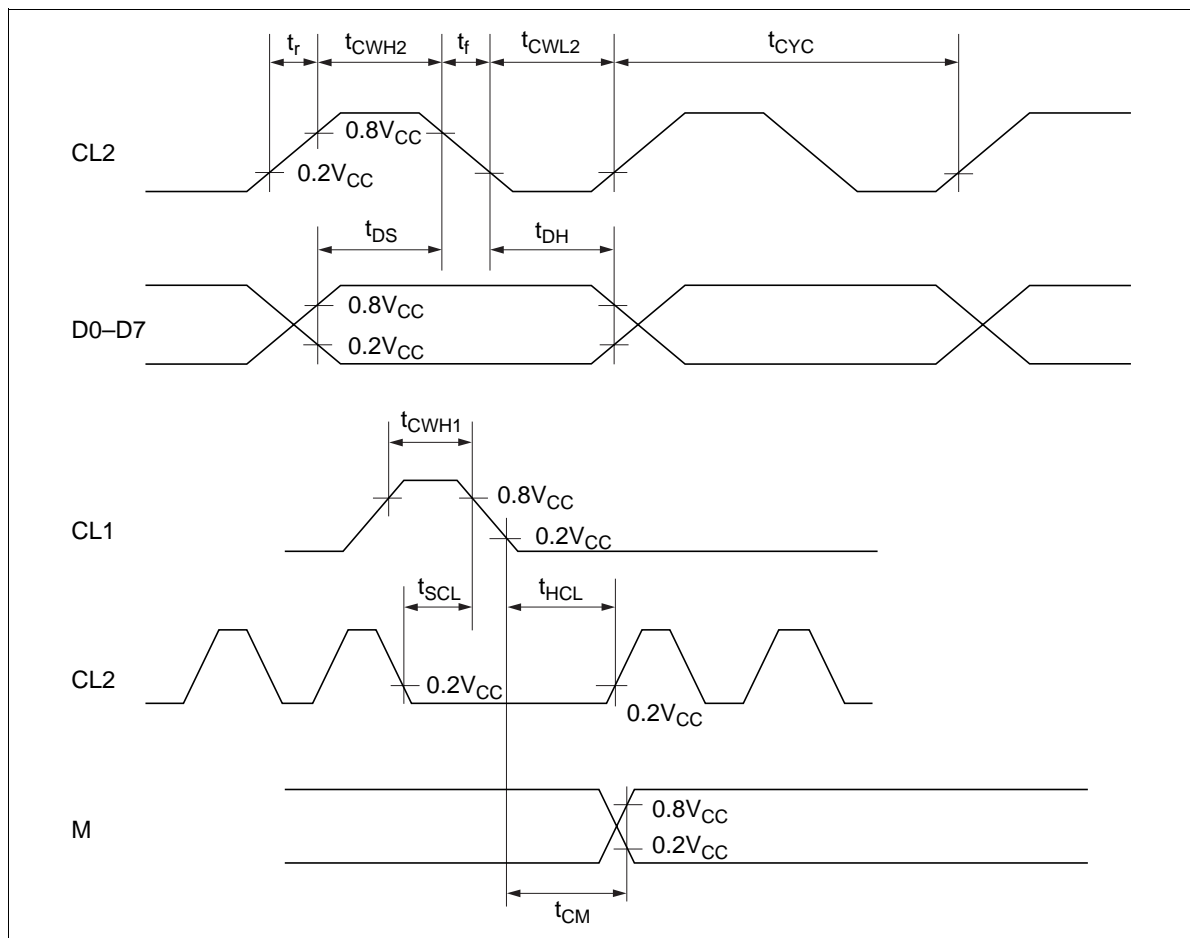 tr tCWH2 tf tCWL2 tCYC
CL2
0.8VCC
0.2VCC
tDS tDH
D0–D7
0.8VCC
0.2VCC
tCWH1
CL1
0.8VCC
0.2VCC
tSCL tHCL
CL2
0.2VCC
0.2VCC
M
0.8VCC
0.2VCC
tCM